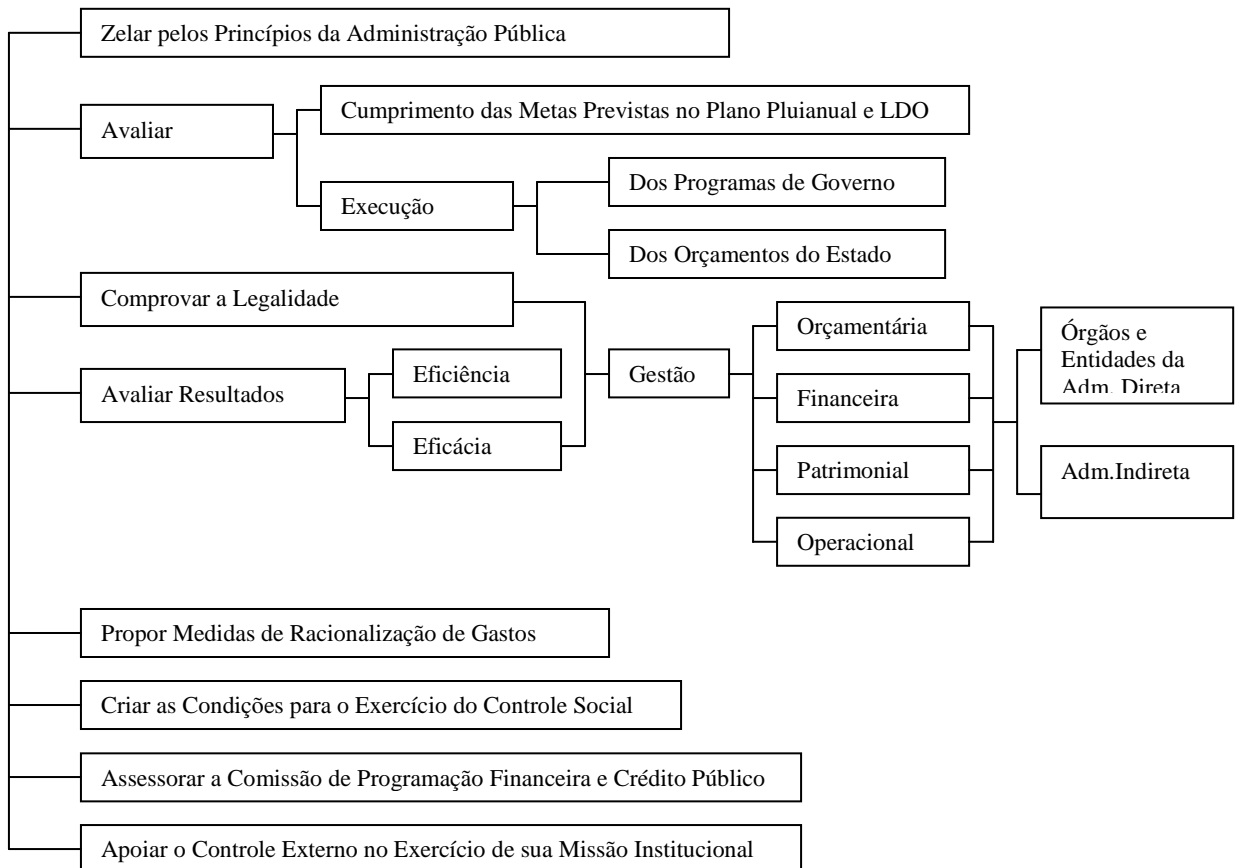 Zelar pelos Princípios da Administração Pública
Avaliar
Cumprimento das Metas Previstas no Plano Pluianual e LDO
Execução
Dos Programas de Governo
Dos Orçamentos do Estado
Comprovar a Legalidade
Avaliar Resultados
Eficiência
Eficácia
Gestão
Orçamentária
Financeira
Patrimonial
Operacional
Órgãos e
Entidades da
Adm. Direta
Adm.Indireta
Propor Medidas de Racionalização de Gastos
Criar as Condições para o Exercício do Controle Social
Assessorar a Comissão de Programação Financeira e Crédito Público
Apoiar o Controle Externo no Exercício de sua Missão Institucional